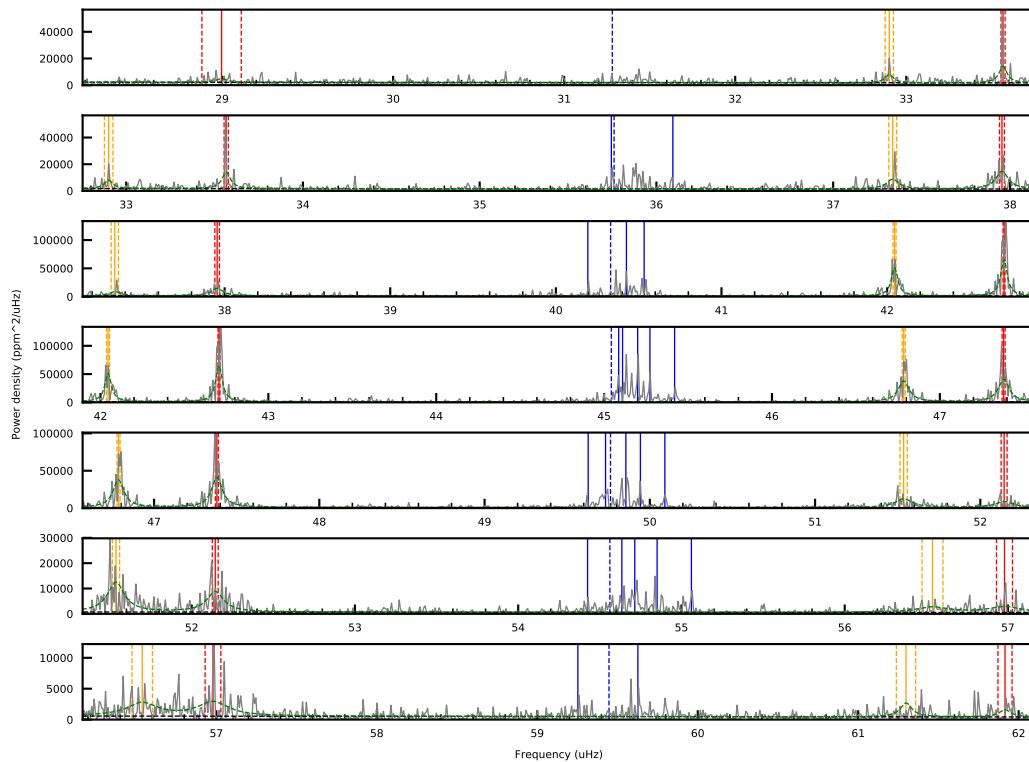 40000
20000
0
29 30 31 32 33
40000
20000
0
33 34 35 36 37 38
100000
50000
0
38 39 40 41 42
100000
50000
0
42 43 44 45 46 47
100000
50000
0
47 48 49 50 51 52
30000
20000
10000
0
52 53 54 55 56 57
10000
5000
0
57 58 59 60 61 62
Power density (ppm^2/uHz)
Frequency (uHz)